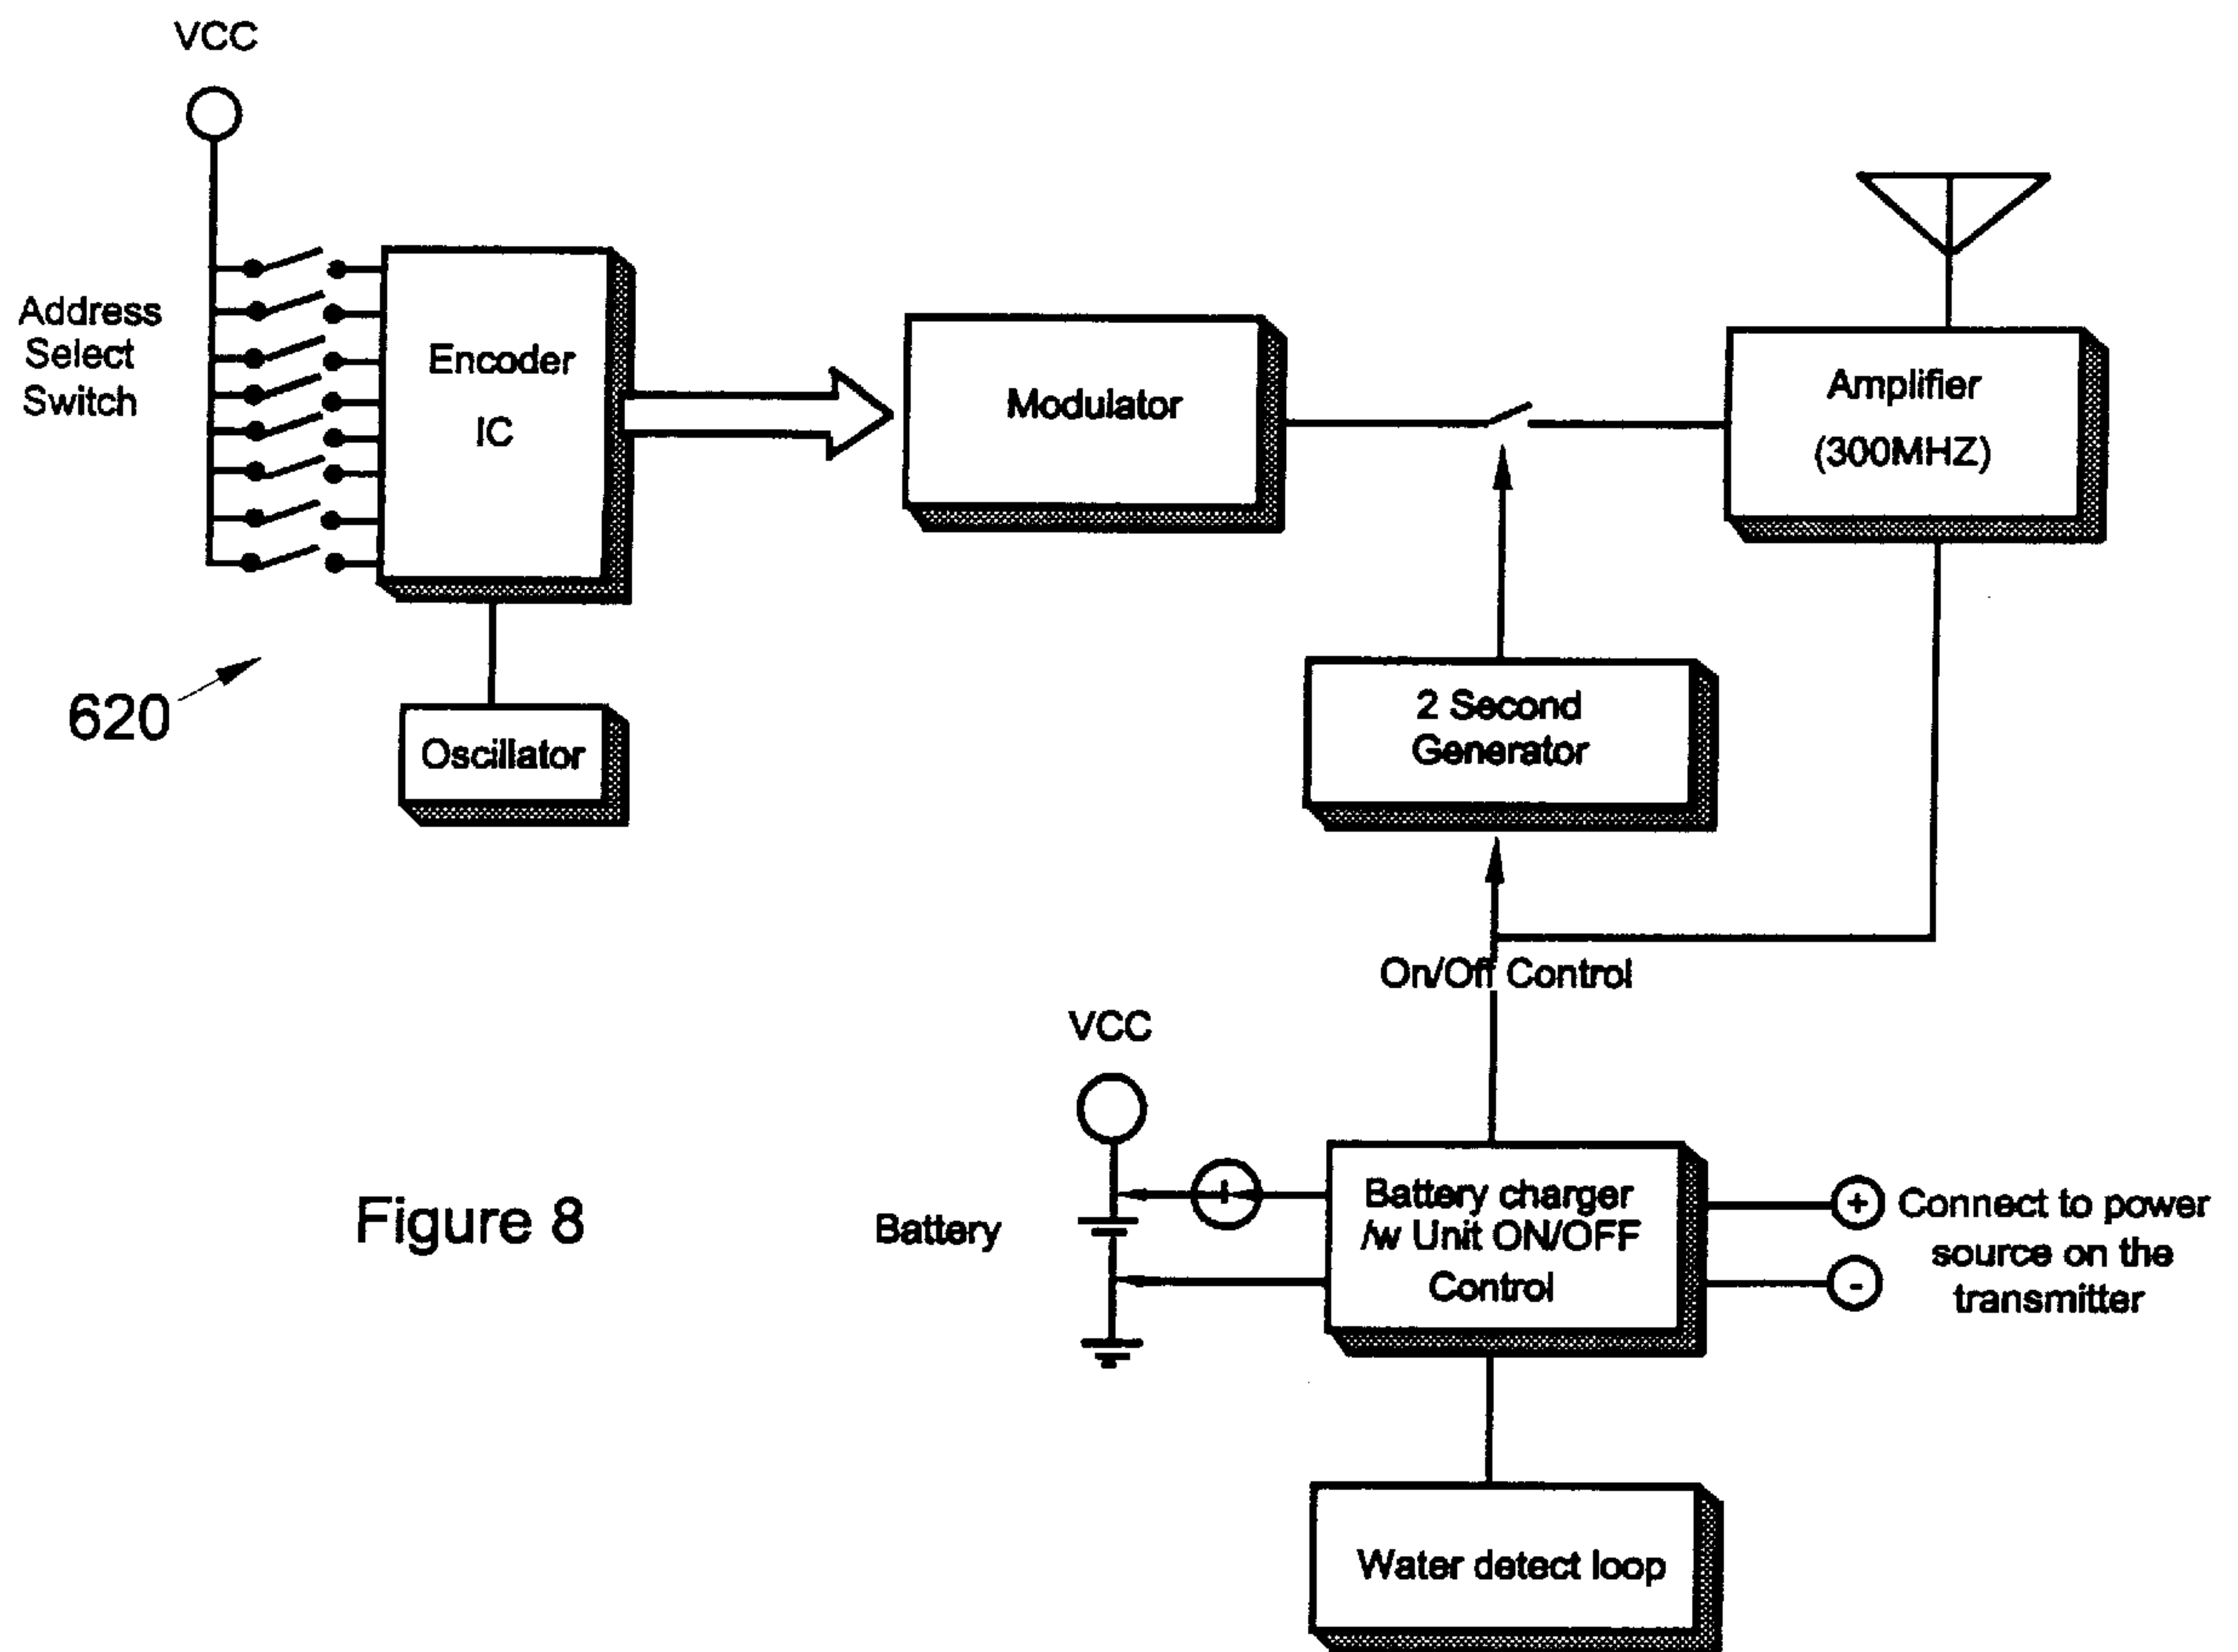 VCC
Address
Select
Switch
Encoder
IC
Modulator
Amplifier
(300MHZ)
620
Oscillator
2 Second
Generator
On/Off Control
VCC
Battery
+
Battery charger
/w Unit ON/OFF
Control
+
-
Connect to power
source on the
transmitter
Figure 8
Water detect loop